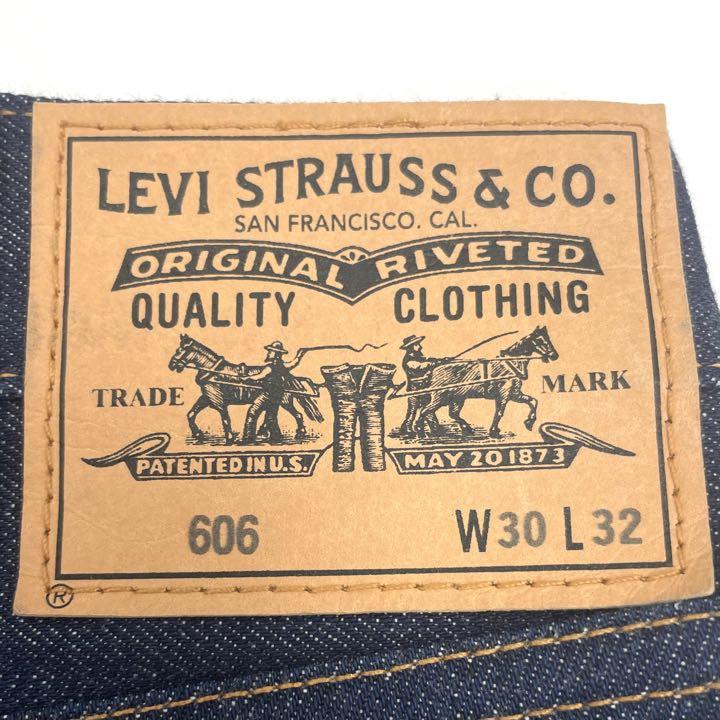 LEVI STRAUSS & CO.
SAN FRANCISCO. CAL.
ORIGINAL RIVETED
QUALITY CLOTHING
TRADE MARK
PATENTED IN U.S. MAY 20 1873
606 W30 L32
®